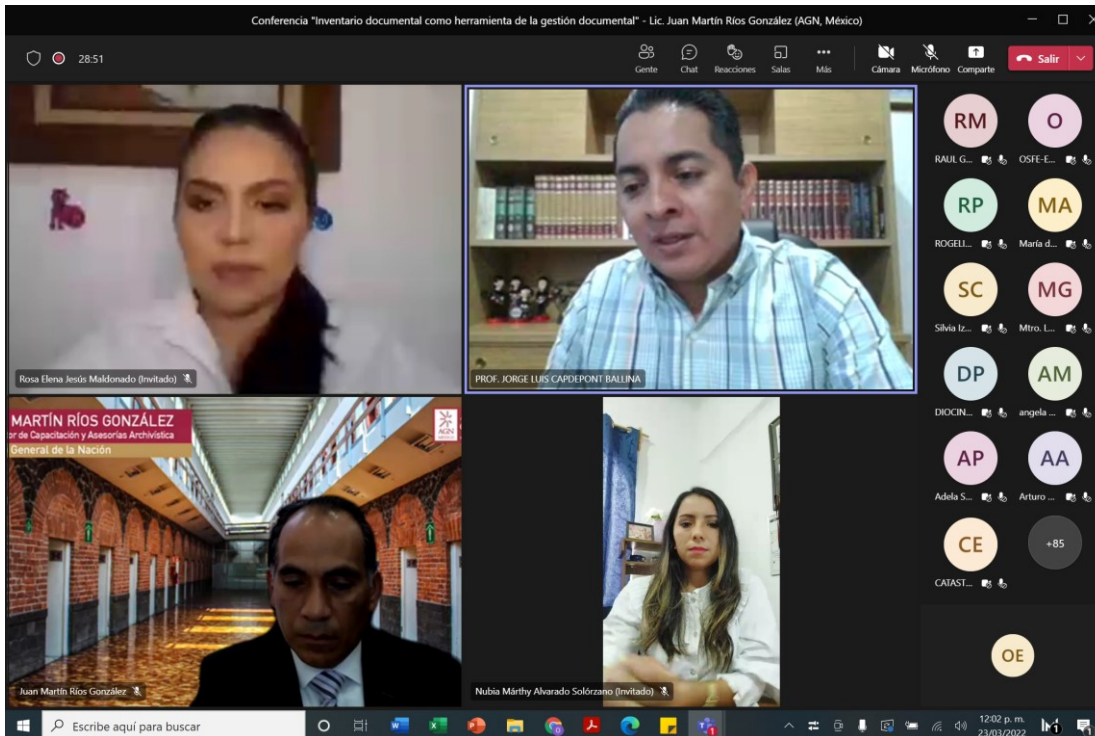 Conferencia "Inventario documental como herramienta de la gestión documental" - Lic. Juan Martín Ríos González (AGN, México)
28:51
Gente
Chat
Reacciones
Salas
Más
Cámara
Micrófono
Comparte
Salir
Rosa Elena Jesús Maldonado (Invitado)
PROF. JORGE LUIS CAPDEPONT BALLINA
MARTÍN RÍOS GONZÁLEZ
or de Capacitación y Asesorías Archivística
General de la Nación
AGN
MÉXICO
Juan Martín Ríos González
Nubia Márthy Alvarado Solórzano (Invitado)
RM
RAUL G...
O
OSFE-E...
RP
ROGELI...
MA
María d...
SC
Silvia Iz...
MG
Mtro. L...
DP
DIOCIN...
AM
angela ...
AP
Adela S...
AA
Arturo ...
CE
CATAST...
+85
OE
Escribe aquí para buscar
12:02 p. m.
23/03/2022